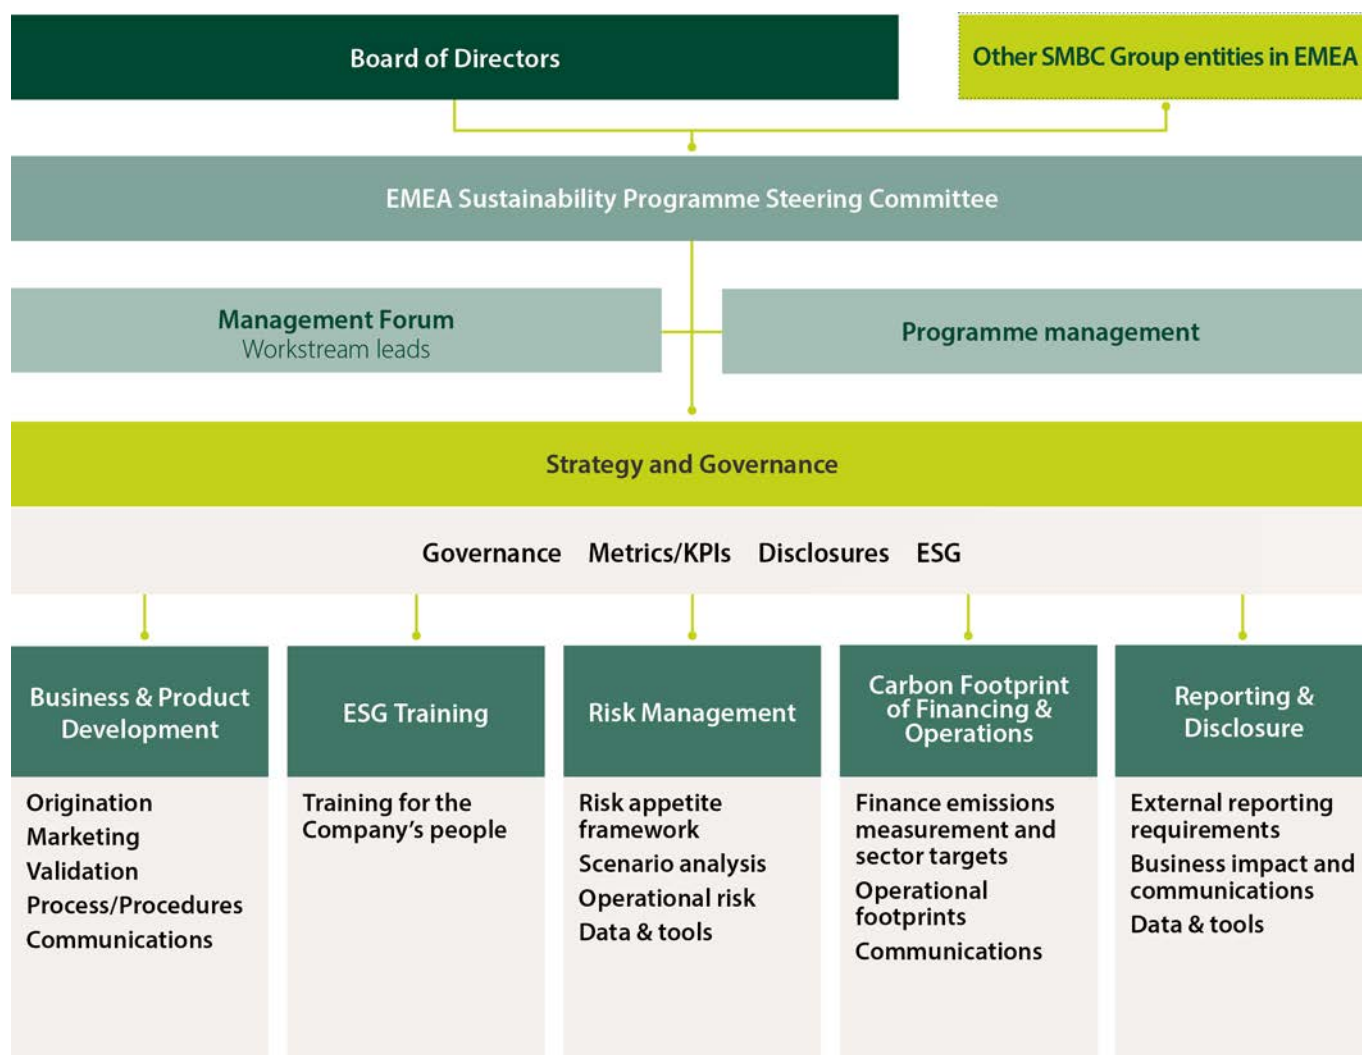 Board of Directors
Other SMBC Group entities in EMEA
EMEA Sustainability Programme Steering Committee
Management Forum
Workstream leads
Programme management
Strategy and Governance
Governance Metrics/KPIs Disclosures ESG
Business & Product
Development
Origination
Marketing
Validation
Process/Procedures
Communications
ESG Training
Training for the
Company’s people
Risk Management
Risk appetite
framework
Scenario analysis
Operational risk
Data & tools
Carbon Footprint
of Financing &
Operations
Finance emissions
measurement and
sector targets
Operational
footprints
Communications
Reporting &
Disclosure
External reporting
requirements
Business impact and
communications
Data & tools